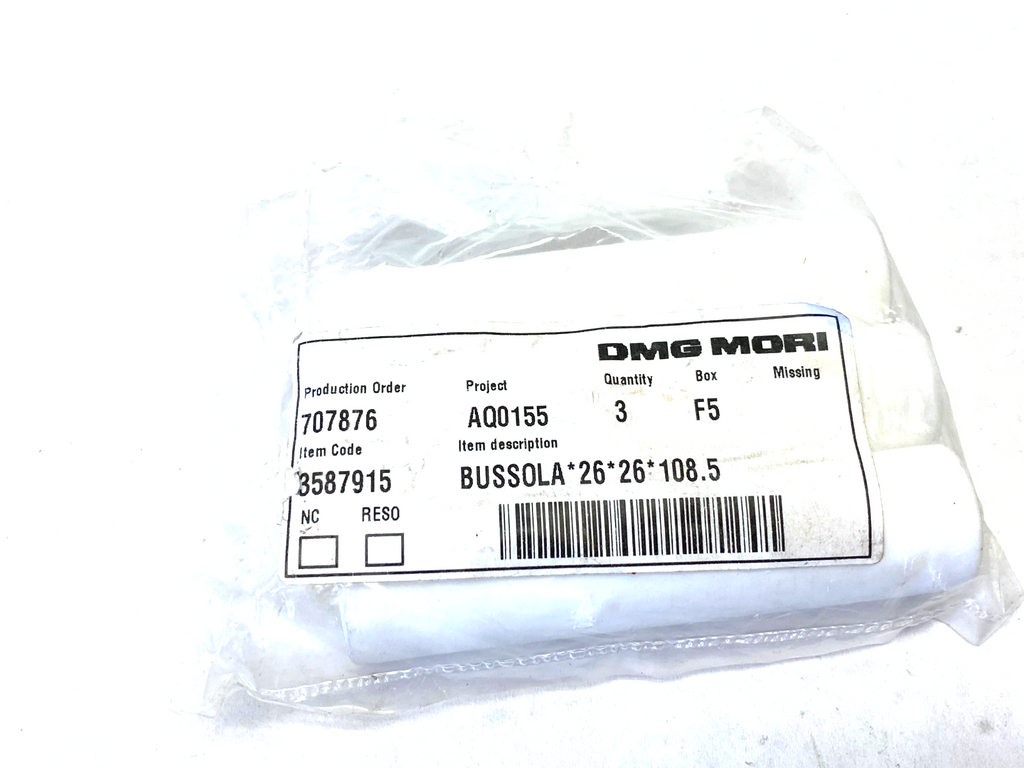 DMG MORI
Production Order Project Quantity Box Missing
707876 AQ0155 3 F5
Item Code Item description
3587915 BUSSOLA*26*26*108.5
NC RESO